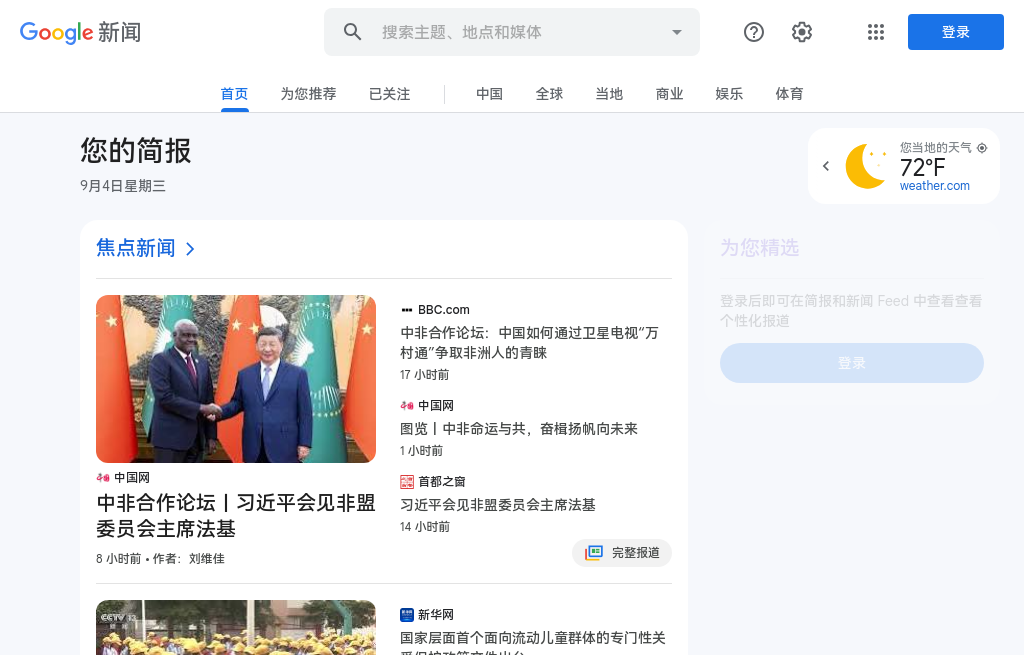 Google 新闻
搜索主题、地点和媒体
登录
首页
为您推荐
已关注
中国
全球
当地
商业
娱乐
体育
您的简报
9月4日星期三
您当地的天气
72°F
weather.com
焦点新闻
中国网
中非合作论坛丨习近平会见非盟
委员会主席法基
8 小时前 • 作者：刘维佳
BBC.com
中非合作论坛：中国如何通过卫星电视“万
村通”争取非洲人的青睐
17 小时前
中国网
图览丨中非命运与共，奋楫扬帆向未来
1 小时前
首都之窗
习近平会见非盟委员会主席法基
14 小时前
完整报道
为您精选
登录后即可在简报和新闻 Feed 中查看查看
个性化报道
登录
CCTV 13
新闻
新华网
国家层面首个面向流动儿童群体的专门性关